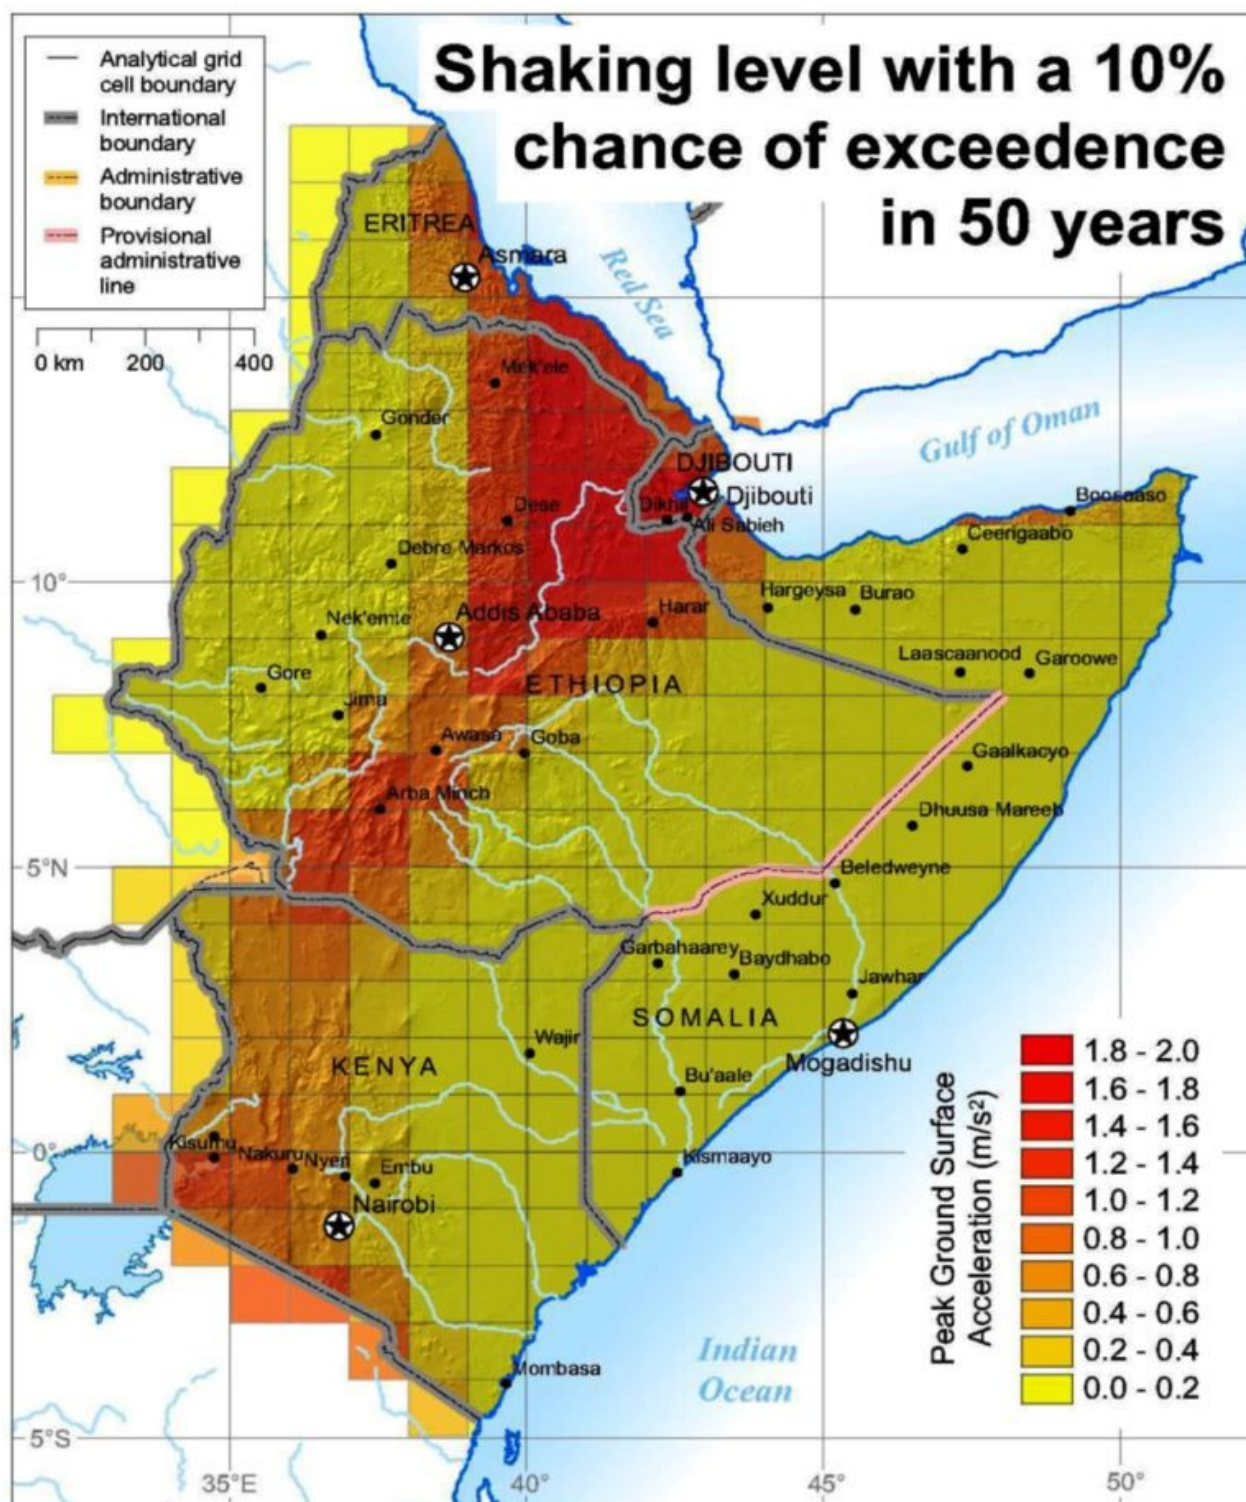 Shaking level with a 10%
chance of exceedence
in 50 years
Analytical grid
cell boundary
International
boundary
Administrative
boundary
Provisional
administrative
line
0 km 200 400
ERITREA
Asmara
Red Sea
Mek'ele
Gonder
Gulf of Oman
DJIBOUTI
Djibouti
Dikhil
Ali Sabieh
Dese
Boosaaso
Ceerigaabo
Debre Markos
10°
Addis Ababa
Harar
Hargeysa
Burao
Nek'emte
Laascaanood
Garoowe
Gore
ETHIOPIA
Jima
Awasa
Goba
Gaalkacyo
Arba Minch
Dhuusa Mareeb
5°N
Beledweyne
Xuddur
Garbahaarey
Baydhabo
Jawhar
SOMALIA
Wajir
Mogadishu
KENYA
Bu'aale
0°
Kisumu
Nakuru
Nyeri
Embu
Kismaayo
Nairobi
Mombasa
Indian
Ocean
5°S
35°E
40°
45°
50°
Peak Ground Surface
Acceleration (m/s²)
1.8 - 2.0
1.6 - 1.8
1.4 - 1.6
1.2 - 1.4
1.0 - 1.2
0.8 - 1.0
0.6 - 0.8
0.4 - 0.6
0.2 - 0.4
0.0 - 0.2